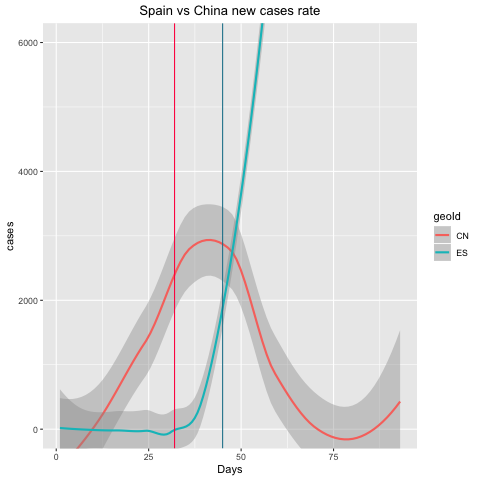 Spain vs China new cases rate
6000
4000
2000
0
cases
0 25 50 75
Days
geoId
CN
ES